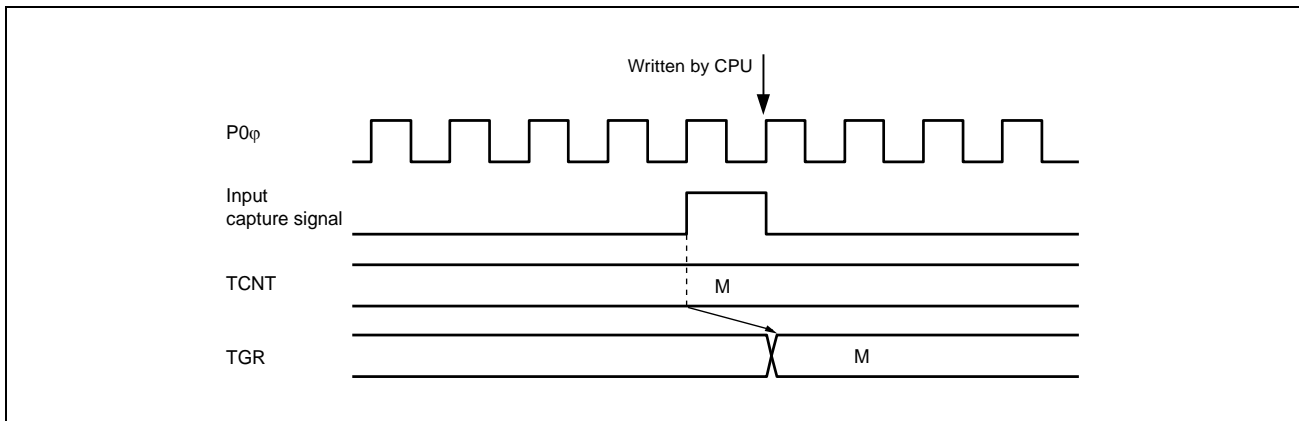 Written by CPU
P0φ
Input
capture signal
TCNT
M
TGR
M